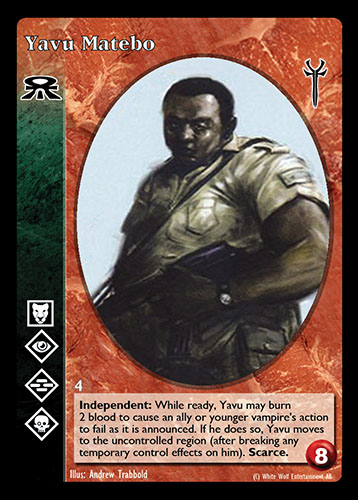 Yavu Matebo
4
Independent: While ready, Yavu may burn
2 blood to cause an ally or younger vampire's action
to fail as it is announced. If he does so, Yavu moves
to the uncontrolled region (after breaking any
temporary control effects on him). Scarce.
8
Illus: Andrew Trabbold
(C) White Wolf Entertainment AB